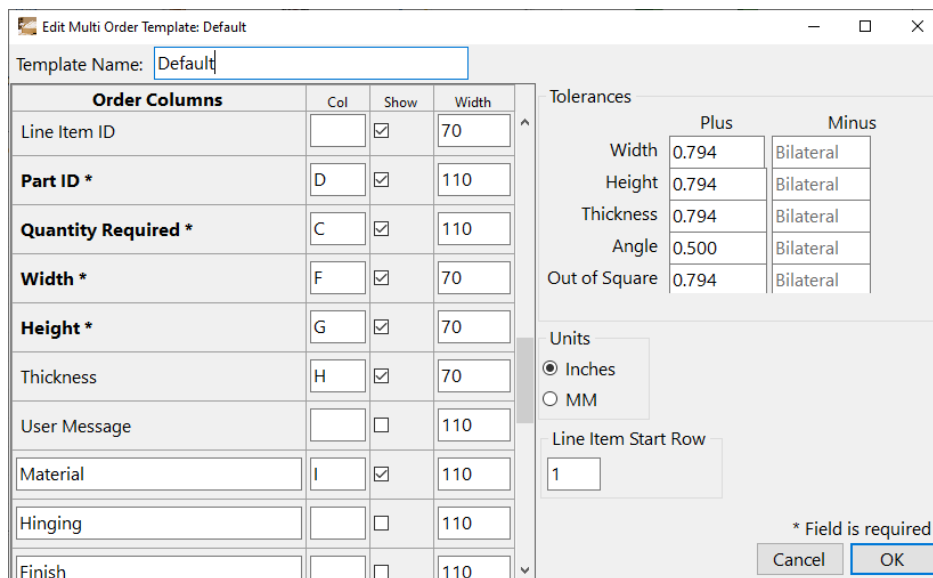 Edit Multi Order Template: Default
Template Name: Default
Order Columns Col Show Width
Line Item ID 70
Part ID * D 110
Quantity Required * C 110
Width * F 70
Height * G 70
Thickness H 70
User Message 110
Material I 110
Hinging 110
Finish 110
Tolerances
Plus Minus
Width 0.794 Bilateral
Height 0.794 Bilateral
Thickness 0.794 Bilateral
Angle 0.500 Bilateral
Out of Square 0.794 Bilateral
Units
Inches
MM
Line Item Start Row
1
* Field is required
Cancel OK